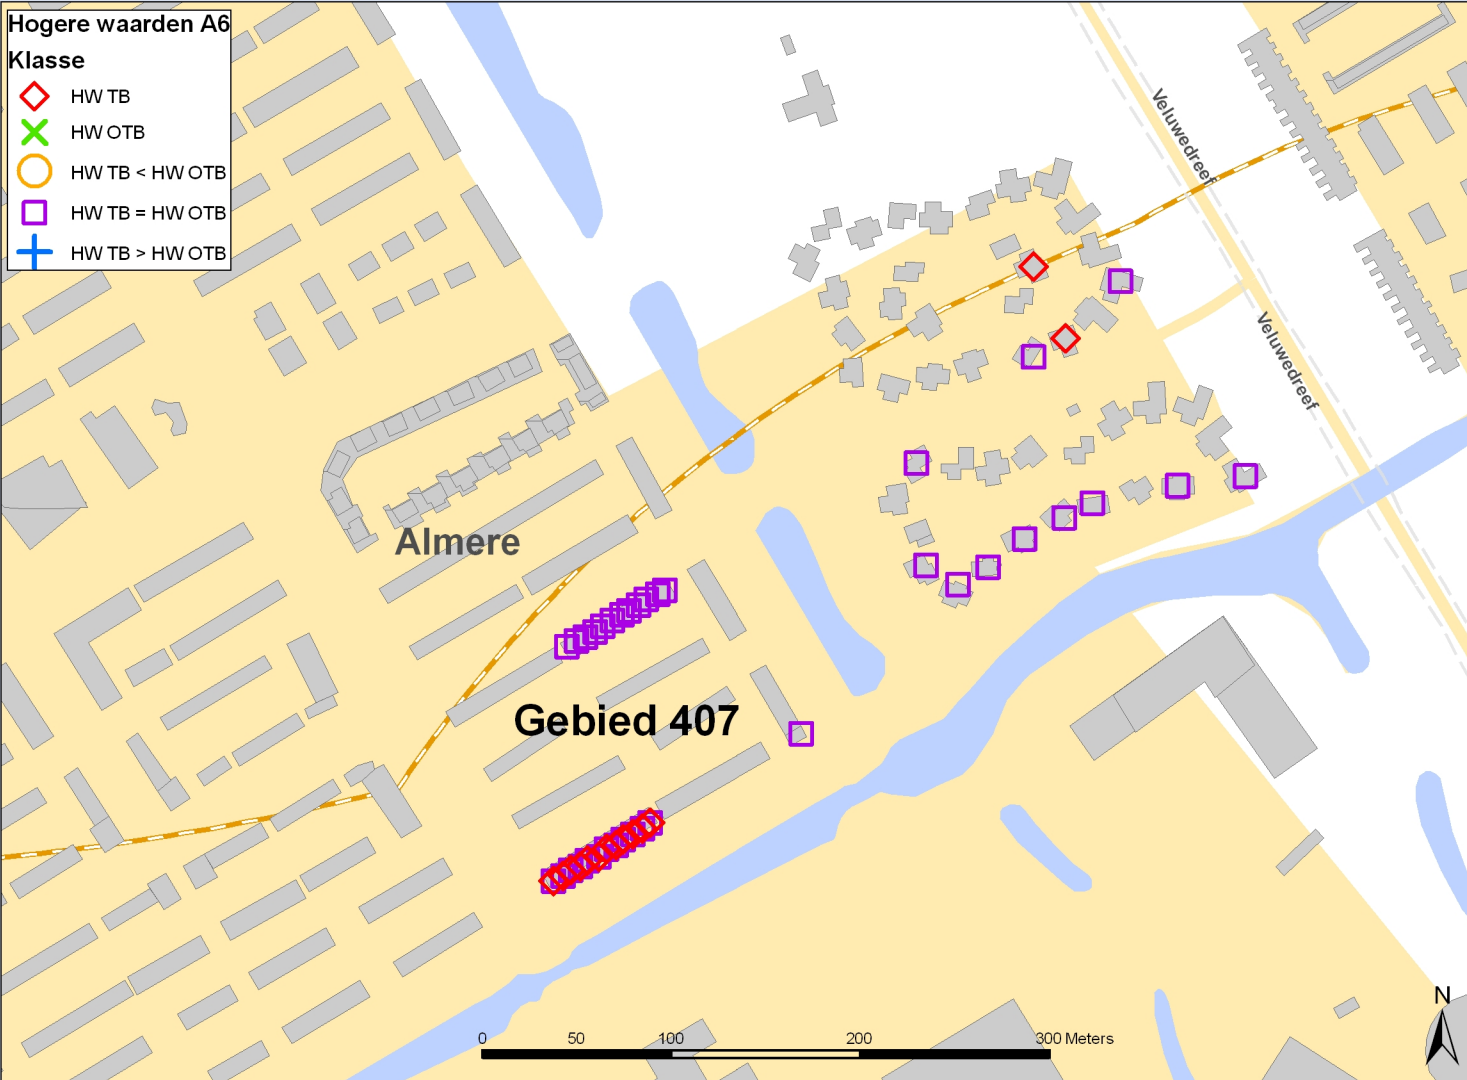 Hogere waarden A6
Klasse
HW TB
HW OTB
HW TB < HW OTB
HW TB = HW OTB
HW TB > HW OTB
Veluwedreef
Veluwedreef
Almere
Gebied 407
N
0 50 100 200 300 Meters